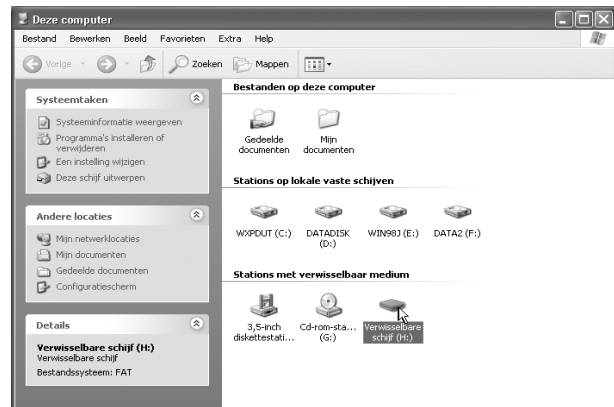 Deze computer
Bestand Bewerken Beeld Favorieten Extra Help
Vorige Zoeken Mappen
Systeemtaken
Systeeminformatie weergeven
Programma's installeren of
verwijderen
Een instelling wijzigen
Deze schijf uitwerpen
Andere locaties
Mijn netwerklocaties
Mijn documenten
Gedeelde documenten
Configuratiescherm
Details
Verwisselbare schijf (H:)
Verwisselbare schijf
Bestandssysteem: FAT
Bestanden op deze computer
Gedeelde
documenten
Mijn
documenten
Stations op lokale vaste schijven
WXPDUT (C:)
DATADISK
(D:)
WIN98J (E:)
DATA2 (F:)
Stations met verwisselbaar medium
3,5-inch
diskettestati...
Cd-rom-sta...
(G:)
Verwisselbare
schijf (H:)